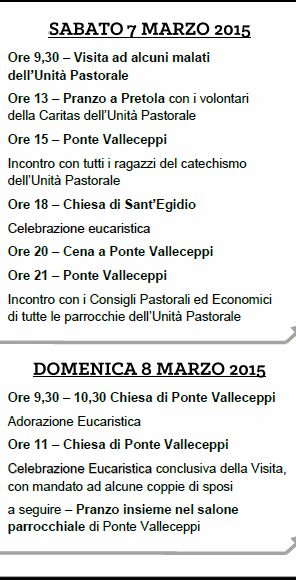 SABATO 7 MARZO 2015
Ore 9,30 – Visita ad alcuni malati
dell'Unità Pastorale
Ore 13 – Pranzo a Pretola con i volontari
della Caritas dell'Unità Pastorale
Ore 15 – Ponte Valleceppi
Incontro con tutti i ragazzi del catechismo
dell'Unità Pastorale
Ore 18 – Chiesa di Sant'Egidio
Celebrazione eucaristica
Ore 20 – Cena a Ponte Valleceppi
Ore 21 – Ponte Valleceppi
Incontro con i Consigli Pastorali ed Economici
di tutte le parrocchie dell'Unità Pastorale
DOMENICA 8 MARZO 2015
Ore 9,30 – 10,30 Chiesa di Ponte Valleceppi
Adorazione Eucaristica
Ore 11 – Chiesa di Ponte Valleceppi
Celebrazione Eucaristica conclusiva della Visita,
con mandato ad alcune coppie di sposi
a seguire – Pranzo insieme nel salone
parrocchiale di Ponte Valleceppi